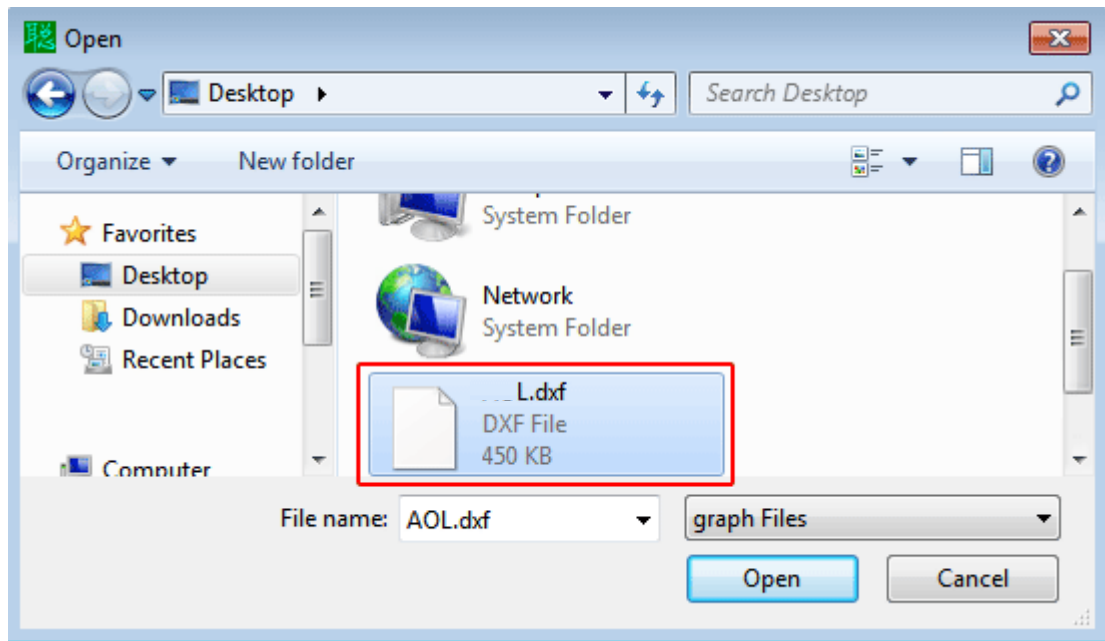 聪 Open
Desktop
Search Desktop
Organize
New folder
Favorites
Desktop
Downloads
Recent Places
Computer
System Folder
Network
System Folder
L.dxf
DXF File
450 KB
File name: AOL.dxf
graph Files
Open
Cancel